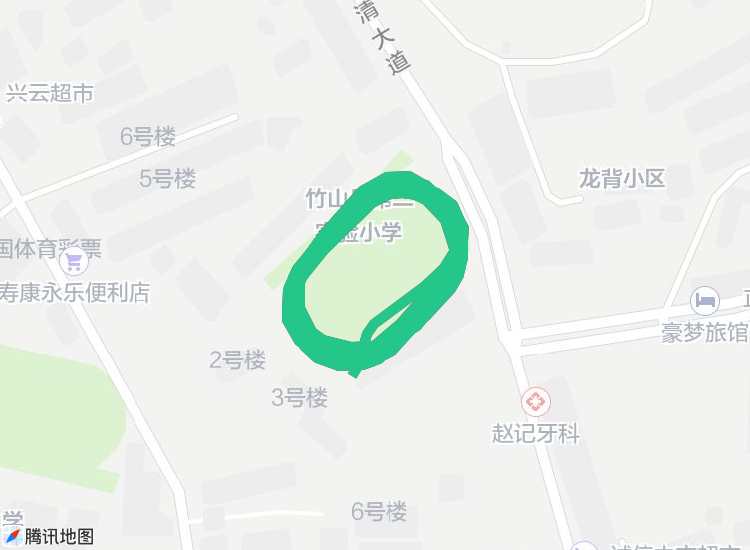 清大道
兴云超市
6号楼
5号楼
龙背小区
竹山
实验小学
国体育彩票
寿康永乐便利店
豪梦旅馆
2号楼
3号楼
赵记牙科
6号楼
学
腾讯地图